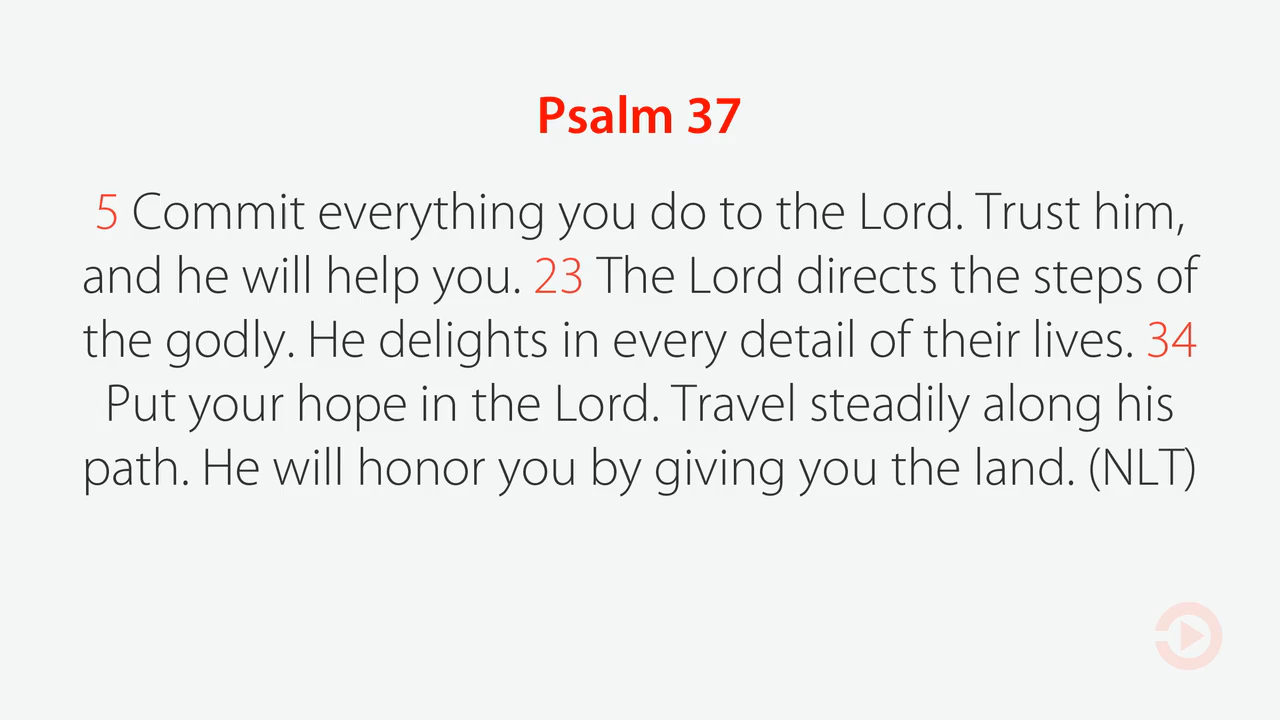 Psalm 37
5 Commit everything you do to the Lord. Trust him,
and he will help you. 23 The Lord directs the steps of
the godly. He delights in every detail of their lives. 34
Put your hope in the Lord. Travel steadily along his
path. He will honor you by giving you the land. (NLT)